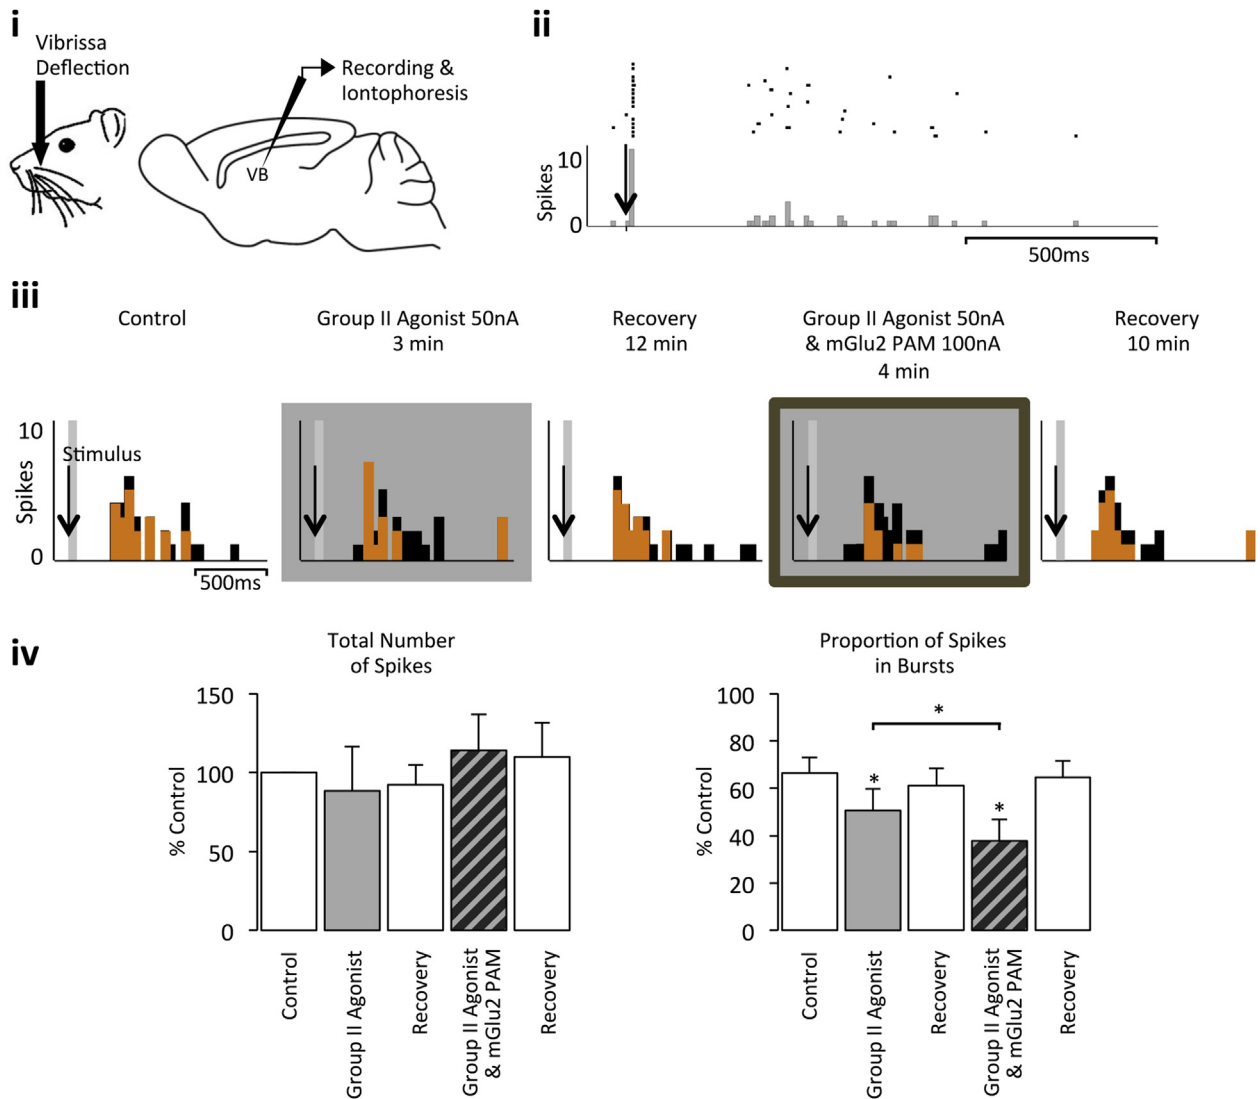 i
Vibrissa
Deflection
Recording &
Iontophoresis
VB
ii
10
Spikes
0
500ms
iii
Control
Group II Agonist 50nA
3 min
Recovery
12 min
Group II Agonist 50nA
& mGlu2 PAM 100nA
4 min
Recovery
10 min
10
Stimulus
Spikes
0
500ms
iv
Total Number
of Spikes
150
100
% Control
50
0
Control
Group II Agonist
Recovery
Group II Agonist
& mGlu2 PAM
Recovery
Proportion of Spikes
in Bursts
100
*
80
*
60
*
% Control
40
20
0
Control
Group II Agonist
Recovery
Group II Agonist
& mGlu2 PAM
Recovery